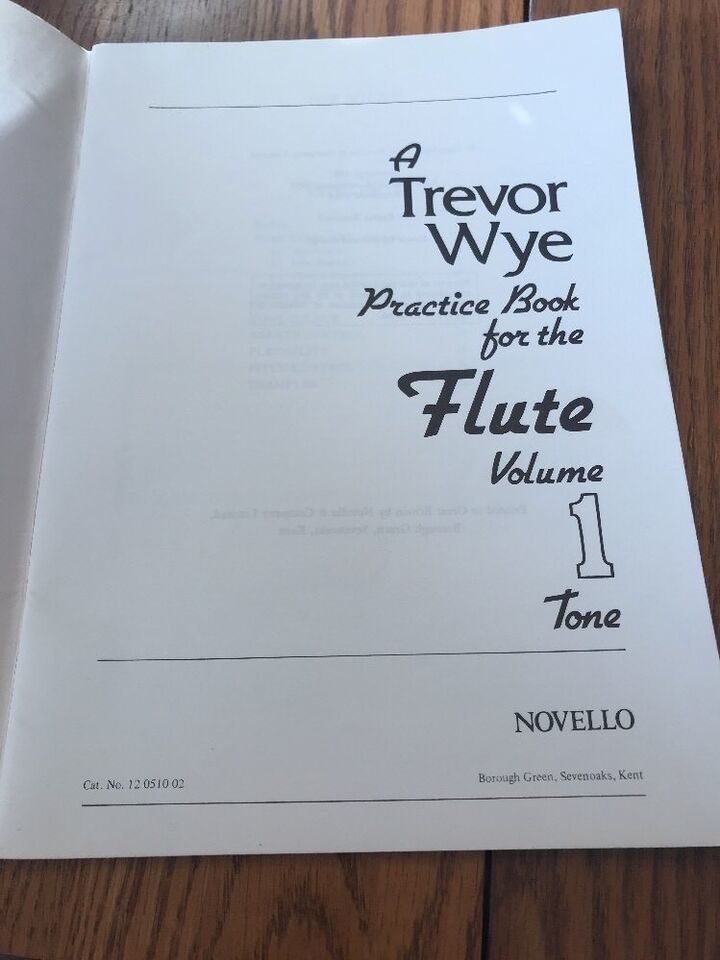 A
Trevor
Wye
Practice Book
for the
Flute
Volume
1
Tone
NOVELLO
Cat. No. 12 0510 02
Borough Green, Sevenoaks, Kent